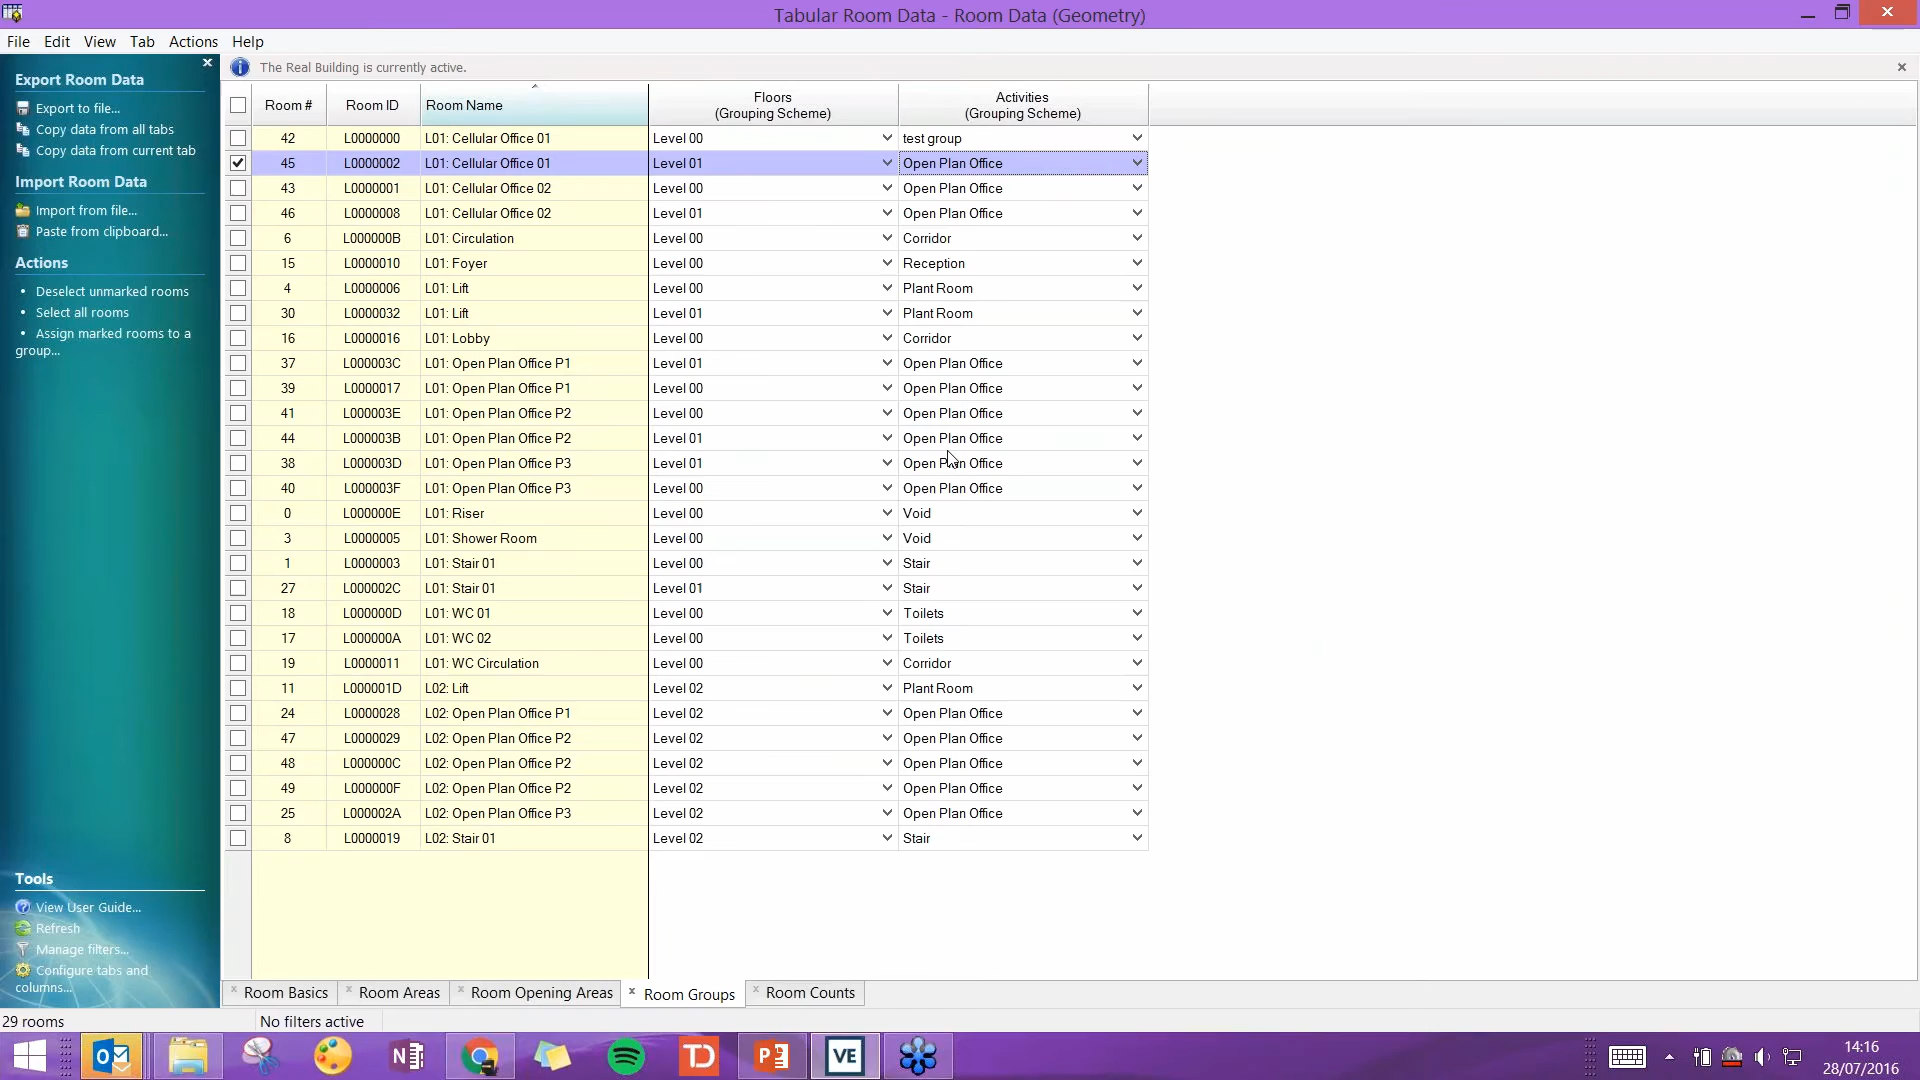 Tabular Room Data - Room Data (Geometry)
File Edit View Tab Actions Help
Export Room Data
Export to file...
Copy data from all tabs
Copy data from current tab
Import Room Data
Import from file...
Paste from clipboard...
Actions
• Deselect unmarked rooms
• Select all rooms
• Assign marked rooms to a
group...
Tools
View User Guide...
Refresh
Manage filters...
Configure tabs and
columns...
The Real Building is currently active.
Room # Room ID Room Name Floors (Grouping Scheme) Activities (Grouping Scheme)
42 L0000000 L01: Cellular Office 01 Level 00 test group
45 L0000002 L01: Cellular Office 01 Level 01 Open Plan Office
43 L0000001 L01: Cellular Office 02 Level 00 Open Plan Office
46 L0000008 L01: Cellular Office 02 Level 01 Open Plan Office
6 L000000B L01: Circulation Level 00 Corridor
15 L0000010 L01: Foyer Level 00 Reception
4 L0000006 L01: Lift Level 00 Plant Room
30 L0000032 L01: Lift Level 01 Plant Room
16 L0000016 L01: Lobby Level 00 Corridor
37 L000003C L01: Open Plan Office P1 Level 01 Open Plan Office
39 L0000017 L01: Open Plan Office P1 Level 00 Open Plan Office
41 L000003E L01: Open Plan Office P2 Level 00 Open Plan Office
44 L000003B L01: Open Plan Office P2 Level 01 Open Plan Office
38 L000003D L01: Open Plan Office P3 Level 01 Open Plan Office
40 L000003F L01: Open Plan Office P3 Level 00 Open Plan Office
0 L000000E L01: Riser Level 00 Void
3 L0000005 L01: Shower Room Level 00 Void
1 L0000003 L01: Stair 01 Level 00 Stair
27 L000002C L01: Stair 01 Level 01 Stair
18 L000000D L01: WC 01 Level 00 Toilets
17 L000000A L01: WC 02 Level 00 Toilets
19 L0000011 L01: WC Circulation Level 00 Corridor
11 L000001D L02: Lift Level 02 Plant Room
24 L0000028 L02: Open Plan Office P1 Level 02 Open Plan Office
47 L0000029 L02: Open Plan Office P2 Level 02 Open Plan Office
48 L000000C L02: Open Plan Office P2 Level 02 Open Plan Office
49 L000000F L02: Open Plan Office P2 Level 02 Open Plan Office
25 L000002A L02: Open Plan Office P3 Level 02 Open Plan Office
8 L0000019 L02: Stair 01 Level 02 Stair
Room Basics Room Areas Room Opening Areas Room Groups Room Counts
29 rooms No filters active
N TD P VE
14:16
28/07/2016